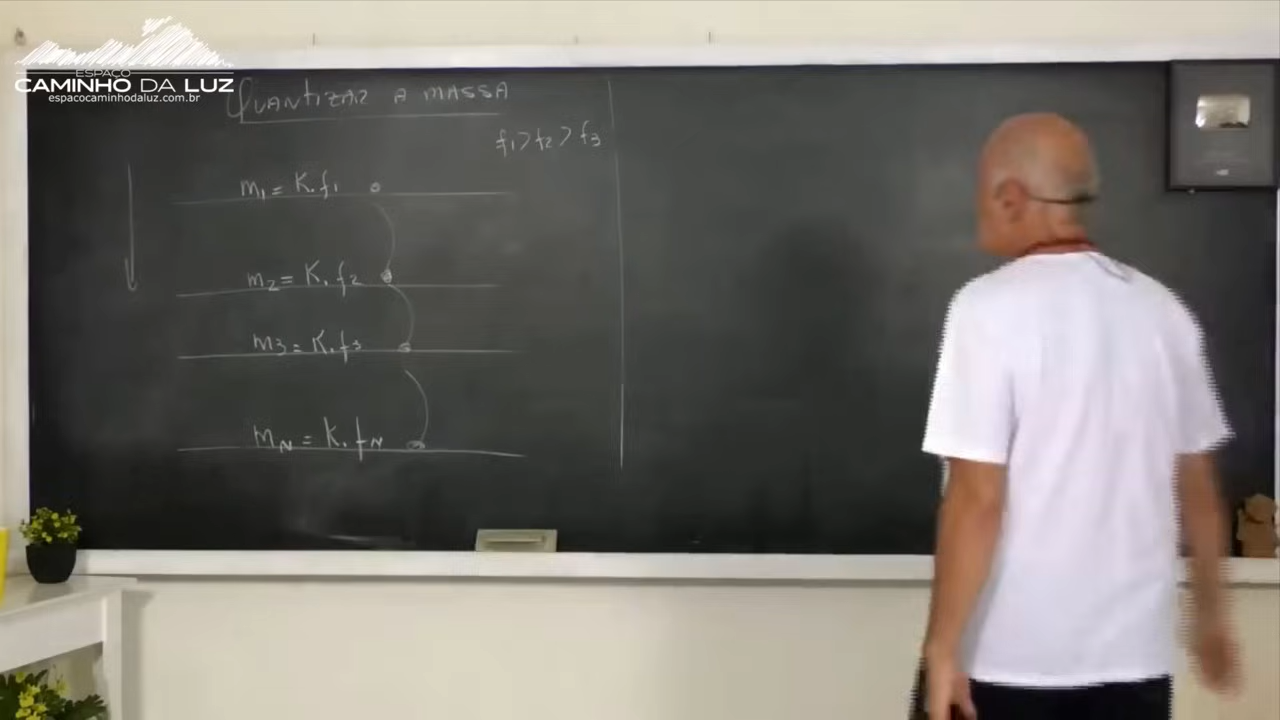 ESPAÇO
CAMINHO DA LUZ
espacocaminhodaluz.com.br
QUANTIZAR A MASSA
f1 > f2 > f3
m1 = K.f1
m2 = K.f2
m3 = K.f3
mN = K.fN